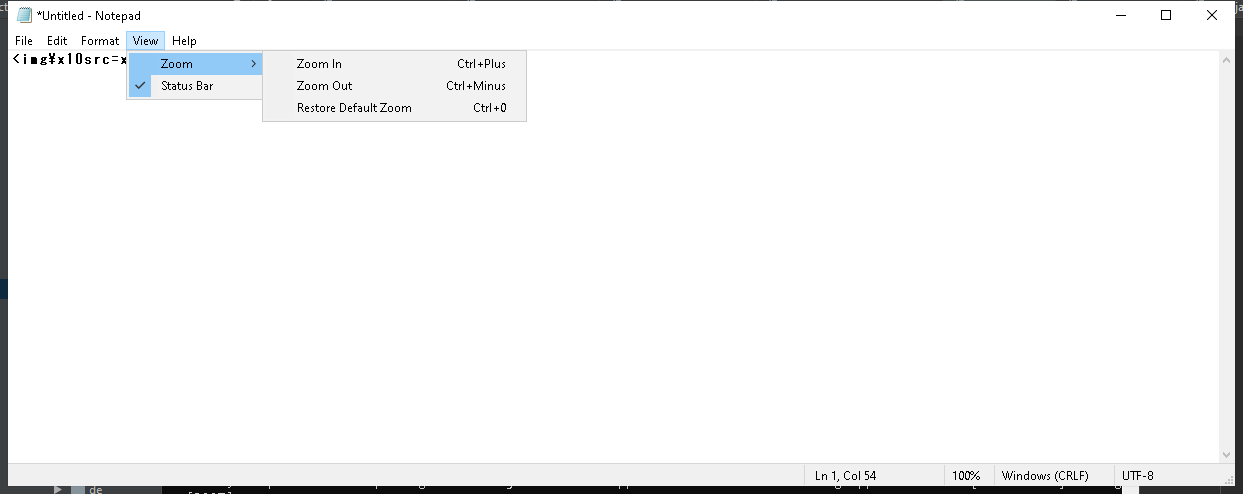 *Untitled - Notepad
File Edit Format View Help
<img¥x10src=x
Zoom
Status Bar
Zoom In Ctrl+Plus
Zoom Out Ctrl+Minus
Restore Default Zoom Ctrl+0
Ln 1, Col 54 100% Windows (CRLF) UTF-8
de